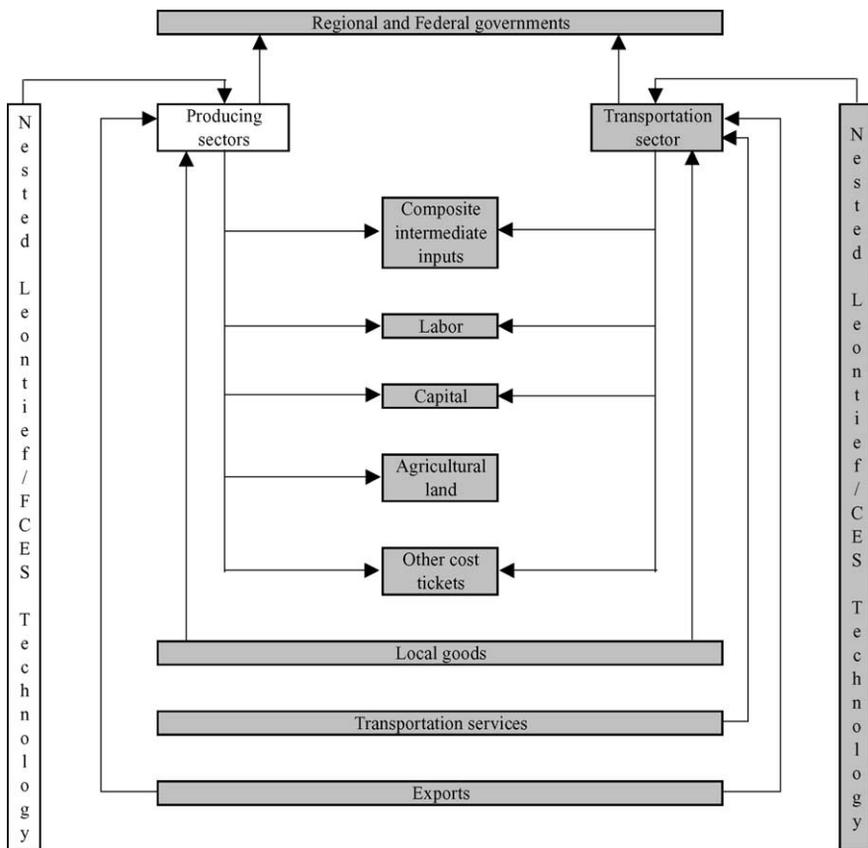 Regional and Federal governments
Producing
sectors
Transportation
sector
Nested Leontief/FCES Technology
Nested Leontief/CES Technology
Composite
intermediate
inputs
Labor
Capital
Agricultural
land
Other cost
tickets
Local goods
Transportation services
Exports